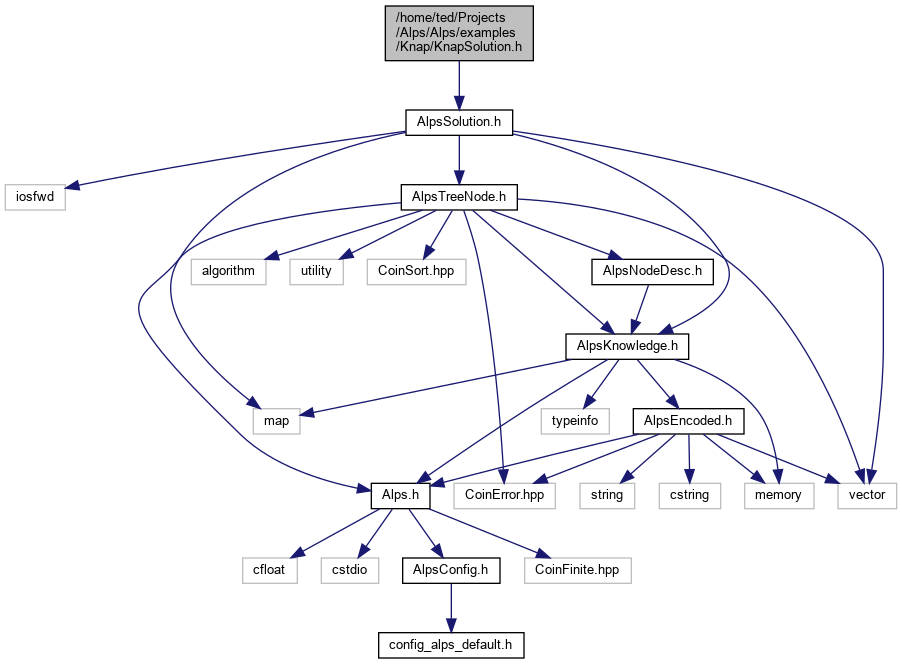 /home/ted/Projects
/Alps/Alps/examples
/Knap/KnapSolution.h
AlpsSolution.h
iosfwd
AlpsTreeNode.h
algorithm
utility
CoinSort.hpp
AlpsNodeDesc.h
AlpsKnowledge.h
map
typeinfo
AlpsEncoded.h
Alps.h
CoinError.hpp
string
cstring
memory
vector
cfloat
cstdio
AlpsConfig.h
CoinFinite.hpp
config_alps_default.h